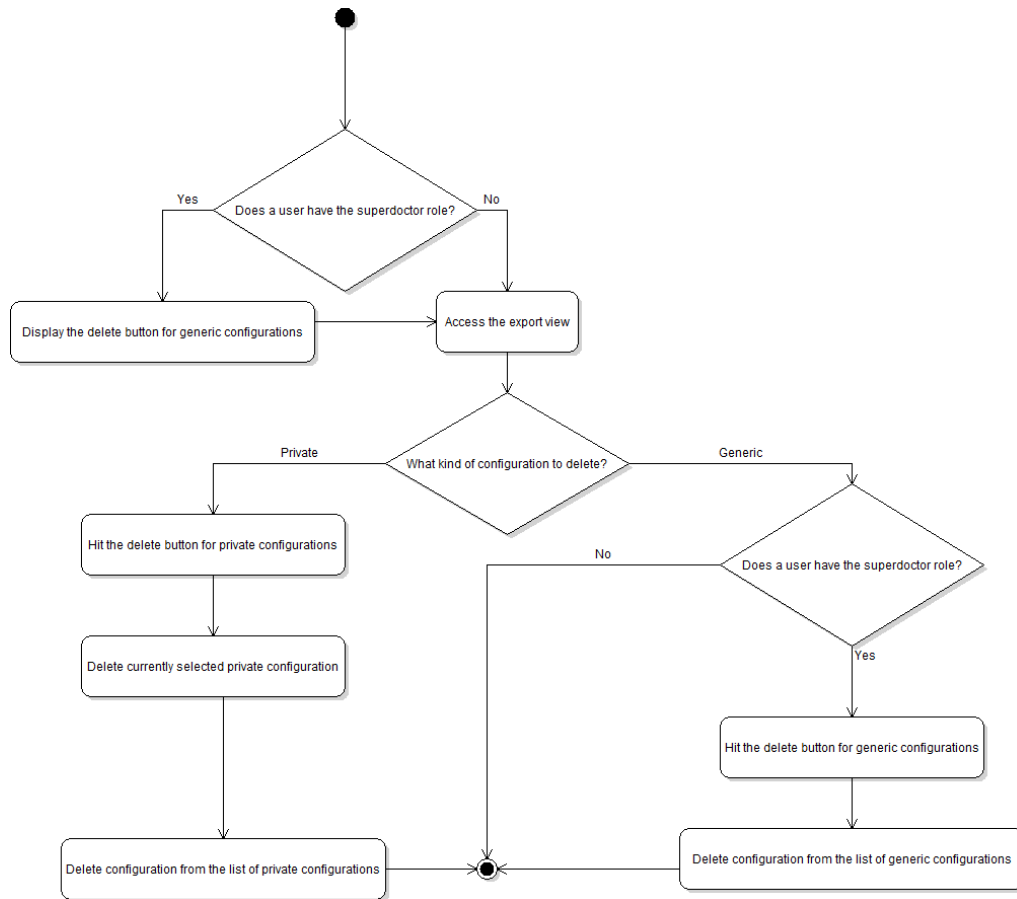 Yes
Does a user have the superdoctor role?
No
Display the delete button for generic configurations
Access the export view
Private
What kind of configuration to delete?
Generic
Hit the delete button for private configurations
No
Does a user have the superdoctor role?
Delete currently selected private configuration
Yes
Hit the delete button for generic configurations
Delete configuration from the list of private configurations
Delete configuration from the list of generic configurations